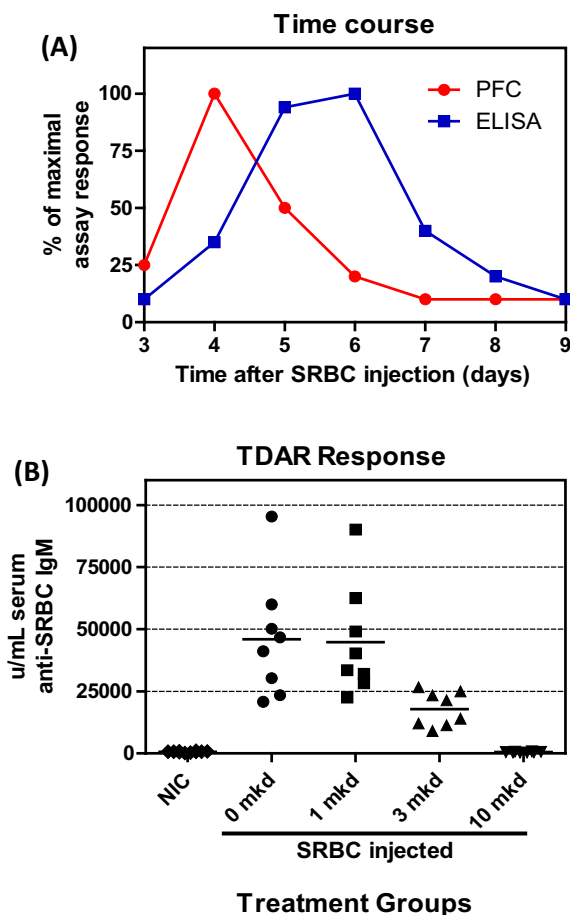 (A)
Time course
% of maximal
assay response
100
75
50
25
0
PFC
ELISA
3 4 5 6 7 8 9
Time after SRBC injection (days)
(B)
TDAR Response
u/mL serum
anti-SRBC IgM
100000
75000
50000
25000
0
NIC
0 mkd
1 mkd
3 mkd
10 mkd
SRBC injected
Treatment Groups